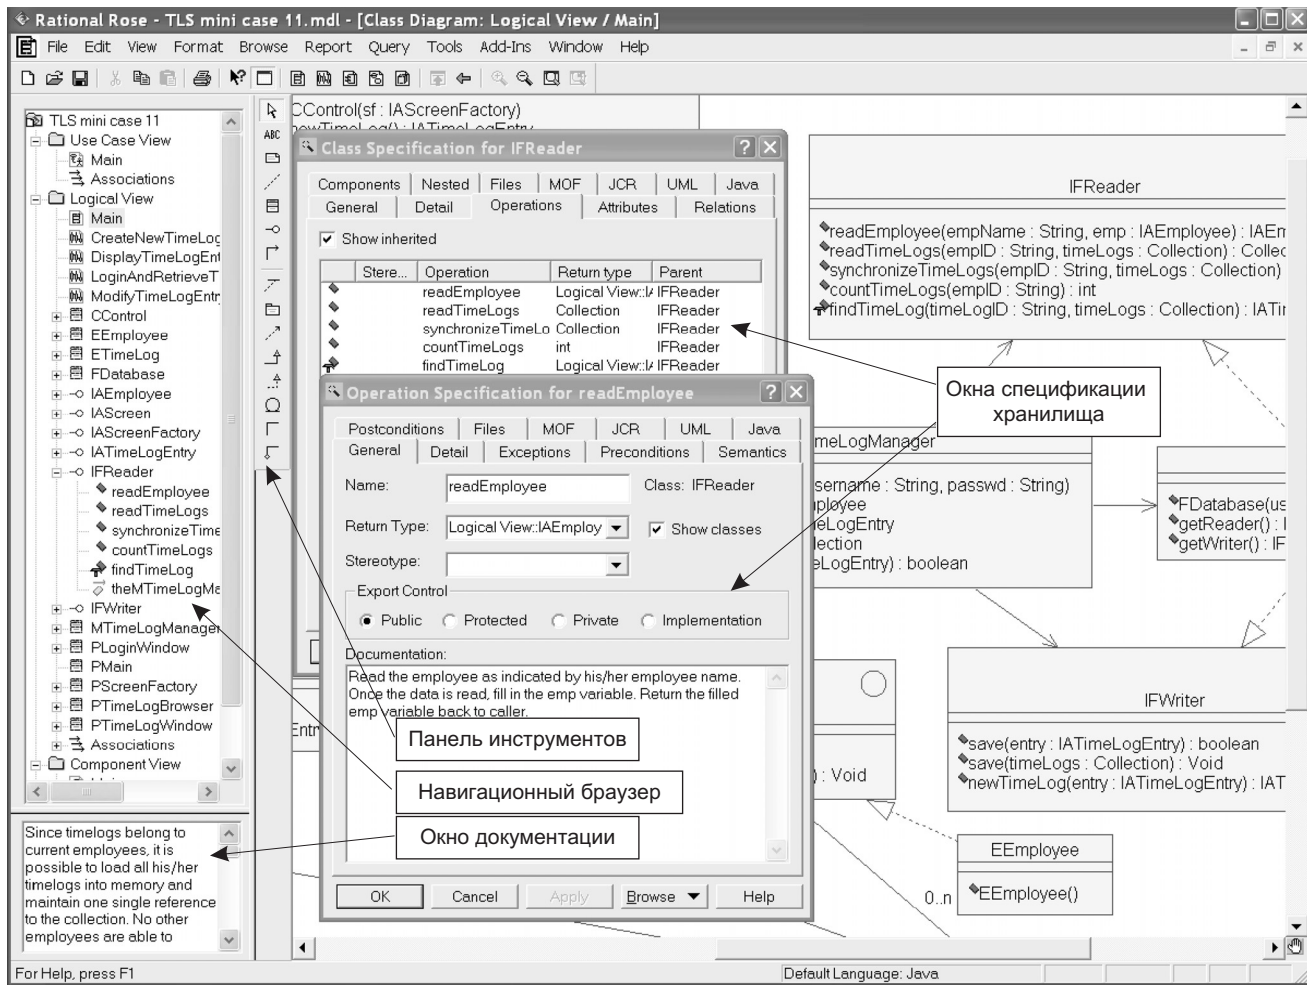 Rational Rose - TLS mini case 11.mdl - [Class Diagram: Logical View / Main]
File Edit View Format Browse Report Query Tools Add-Ins Window Help
TLS mini case 11
Use Case View
Main
Associations
Logical View
Main
CreateNewTimeLog
DisplayTimeLogEnt
LoginAndRetrieveT
ModifyTimeLogEntr
CControl
EEmployee
ETimeLog
FDatabase
IAEmployee
IAScreen
IAScreenFactory
IATimeLogEntry
IFReader
readEmployee
readTimeLogs
synchronizeTime
countTimeLogs
findTimeLog
theMTimeLogMa
IFWriter
MTimeLogManager
PLoginWindow
PMain
PScreenFactory
PTimeLogBrowser
PTimeLogWindow
Associations
Component View
Since timelogs belong to
current employees, it is
possible to load all his/her
timelogs into memory and
maintain one single reference
to the collection. No other
employees are able to
ABC
CControl(sf : IAScreenFactory)
newTimeLog() : IATimeLogEntry
Class Specification for IFReader
Components Nested Files MOF JCR UML Java
General Detail Operations Attributes Relations
Show inherited
Stere... Operation Return type Parent
readEmployee Logical View::IA IFReader
readTimeLogs Collection IFReader
synchronizeTimeLo Collection IFReader
countTimeLogs int IFReader
findTimeLog Logical View::IA IFReader
Operation Specification for readEmployee
Postconditions Files MOF JCR UML Java
General Detail Exceptions Preconditions Semantics
Name: readEmployee Class: IFReader
Return Type: Logical View::IAEmploy Show classes
Stereotype:
Export Control
Public Protected Private Implementation
Documentation:
Read the employee as indicated by his/her employee name.
Once the data is read, fill in the emp variable. Return the filled
emp variable back to caller.
OK Cancel Apply Browse Help
Панель инструментов
Навигационный браузер
Окно документации
Окна спецификации
хранилища
IFReader
readEmployee(empName : String, emp : IAEmployee) : IAEm
readTimeLogs(empID : String, timeLogs : Collection) : Collec
synchronizeTimeLogs(empID : String, timeLogs : Collection)
countTimeLogs(empID : String) : int
findTimeLog(timeLogID : String, timeLogs : Collection) : IATi
meLogManager
sername : String, passwd : String)
ployee
eLogEntry
lection
eLogEntry) : boolean
FDatabase(us
getReader() : I
getWriter() : IF
Entr
) : Void
IFWriter
save(entry : IATimeLogEntry) : boolean
save(timeLogs : Collection) : Void
newTimeLog(entry : IATimeLogEntry) : IAT
EEmployee
EEmployee()
0..n
For Help, press F1
Default Language: Java